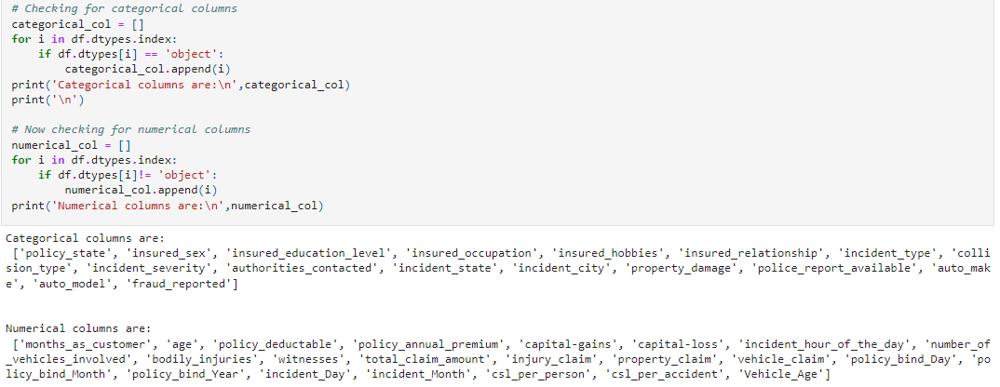 # Checking for categorical columns
categorical_col = []
for i in df.dtypes.index:
    if df.dtypes[i] == 'object':
        categorical_col.append(i)
print('Categorical columns are:\n',categorical_col)
print('\n')

# Now checking for numerical columns
numerical_col = []
for i in df.dtypes.index:
    if df.dtypes[i]!= 'object':
        numerical_col.append(i)
print('Numerical columns are:\n',numerical_col)

Categorical columns are:
 ['policy_state', 'insured_sex', 'insured_education_level', 'insured_occupation', 'insured_hobbies', 'insured_relationship', 'incident_type', 'colli
sion_type', 'incident_severity', 'authorities_contacted', 'incident_state', 'incident_city', 'property_damage', 'police_report_available', 'auto_mak
e', 'auto_model', 'fraud_reported']

Numerical columns are:
 ['months_as_customer', 'age', 'policy_deductable', 'policy_annual_premium', 'capital-gains', 'capital-loss', 'incident_hour_of_the_day', 'number_of
_vehicles_involved', 'bodily_injuries', 'witnesses', 'total_claim_amount', 'injury_claim', 'property_claim', 'vehicle_claim', 'policy_bind_Day', 'po
licy_bind_Month', 'policy_bind_Year', 'incident_Day', 'incident_Month', 'csl_per_person', 'csl_per_accident', 'Vehicle_Age']